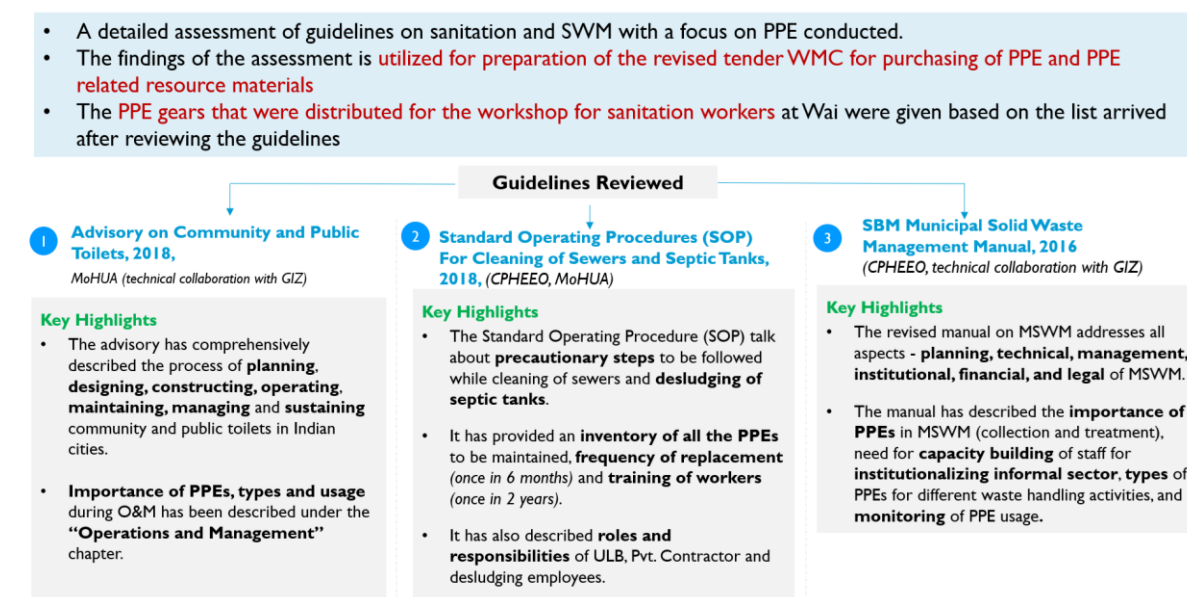 • A detailed assessment of guidelines on sanitation and SWM with a focus on PPE conducted.
• The findings of the assessment is utilized for preparation of the revised tender WMC for purchasing of PPE and PPE
related resource materials
• The PPE gears that were distributed for the workshop for sanitation workers at Wai were given based on the list arrived
after reviewing the guidelines
Guidelines Reviewed
1 Advisory on Community and Public
Toilets, 2018,
MoHUA (technical collaboration with GIZ)
Key Highlights
• The advisory has comprehensively
described the process of planning,
designing, constructing, operating,
maintaining, managing and sustaining
community and public toilets in Indian
cities.
• Importance of PPEs, types and usage
during O&M has been described under the
“Operations and Management”
chapter.
2 Standard Operating Procedures (SOP)
For Cleaning of Sewers and Septic Tanks,
2018, (CPHEEO, MoHUA)
Key Highlights
• The Standard Operating Procedure (SOP) talk
about precautionary steps to be followed
while cleaning of sewers and desludging of
septic tanks.
• It has provided an inventory of all the PPEs
to be maintained, frequency of replacement
(once in 6 months) and training of workers
(once in 2 years).
• It has also described roles and
responsibilities of ULB, Pvt. Contractor and
desludging employees.
3 SBM Municipal Solid Waste
Management Manual, 2016
(CPHEEO, technical collaboration with GIZ)
Key Highlights
• The revised manual on MSWM addresses all
aspects - planning, technical, management,
institutional, financial, and legal of MSWM.
• The manual has described the importance of
PPEs in MSWM (collection and treatment),
need for capacity building of staff for
institutionalizing informal sector, types of
PPEs for different waste handling activities, and
monitoring of PPE usage.